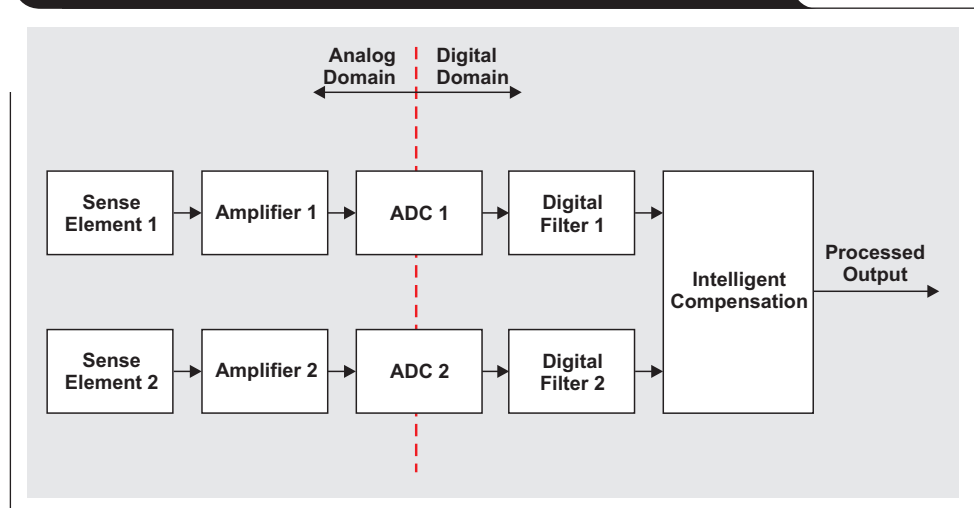 Analog
Domain
Digital
Domain
Sense
Element 1
Amplifier 1
ADC 1
Digital
Filter 1
Sense
Element 2
Amplifier 2
ADC 2
Digital
Filter 2
Intelligent
Compensation
Processed
Output